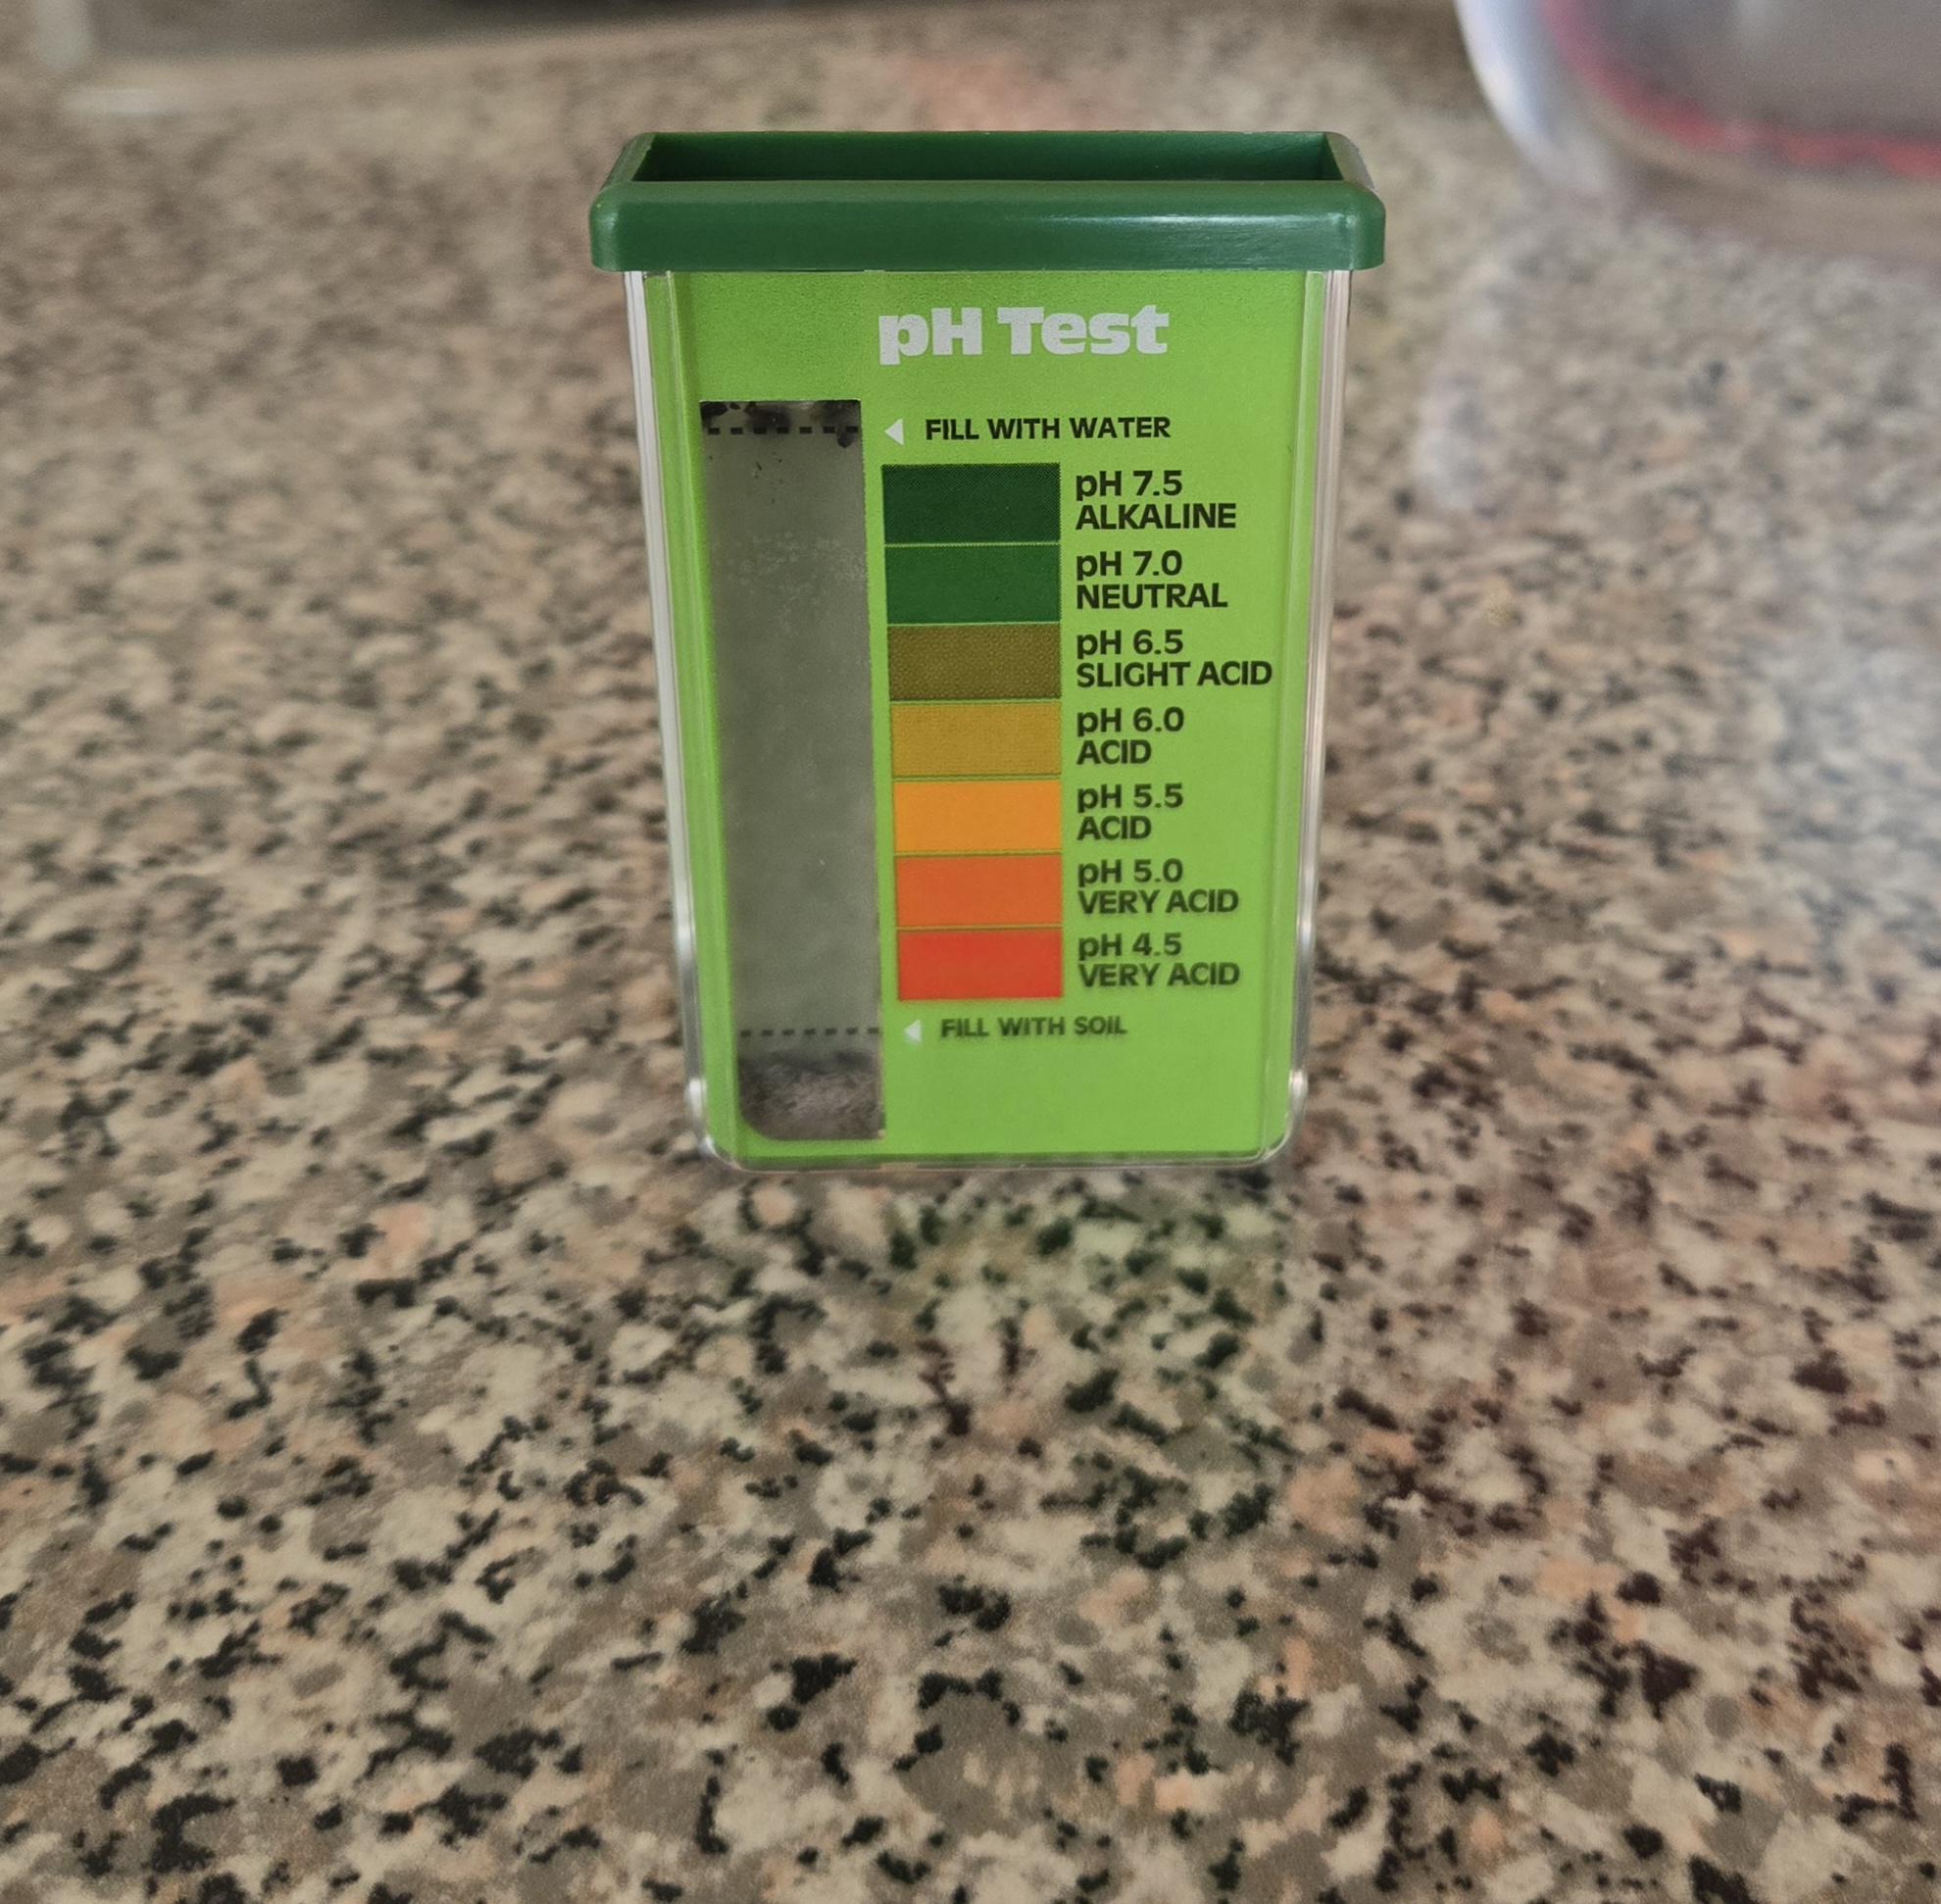 pH Test
FILL WITH WATER
pH 7.5
ALKALINE
pH 7.0
NEUTRAL
pH 6.5
SLIGHT ACID
pH 6.0
ACID
pH 5.5
ACID
pH 5.0
VERY ACID
pH 4.5
VERY ACID
FILL WITH SOIL